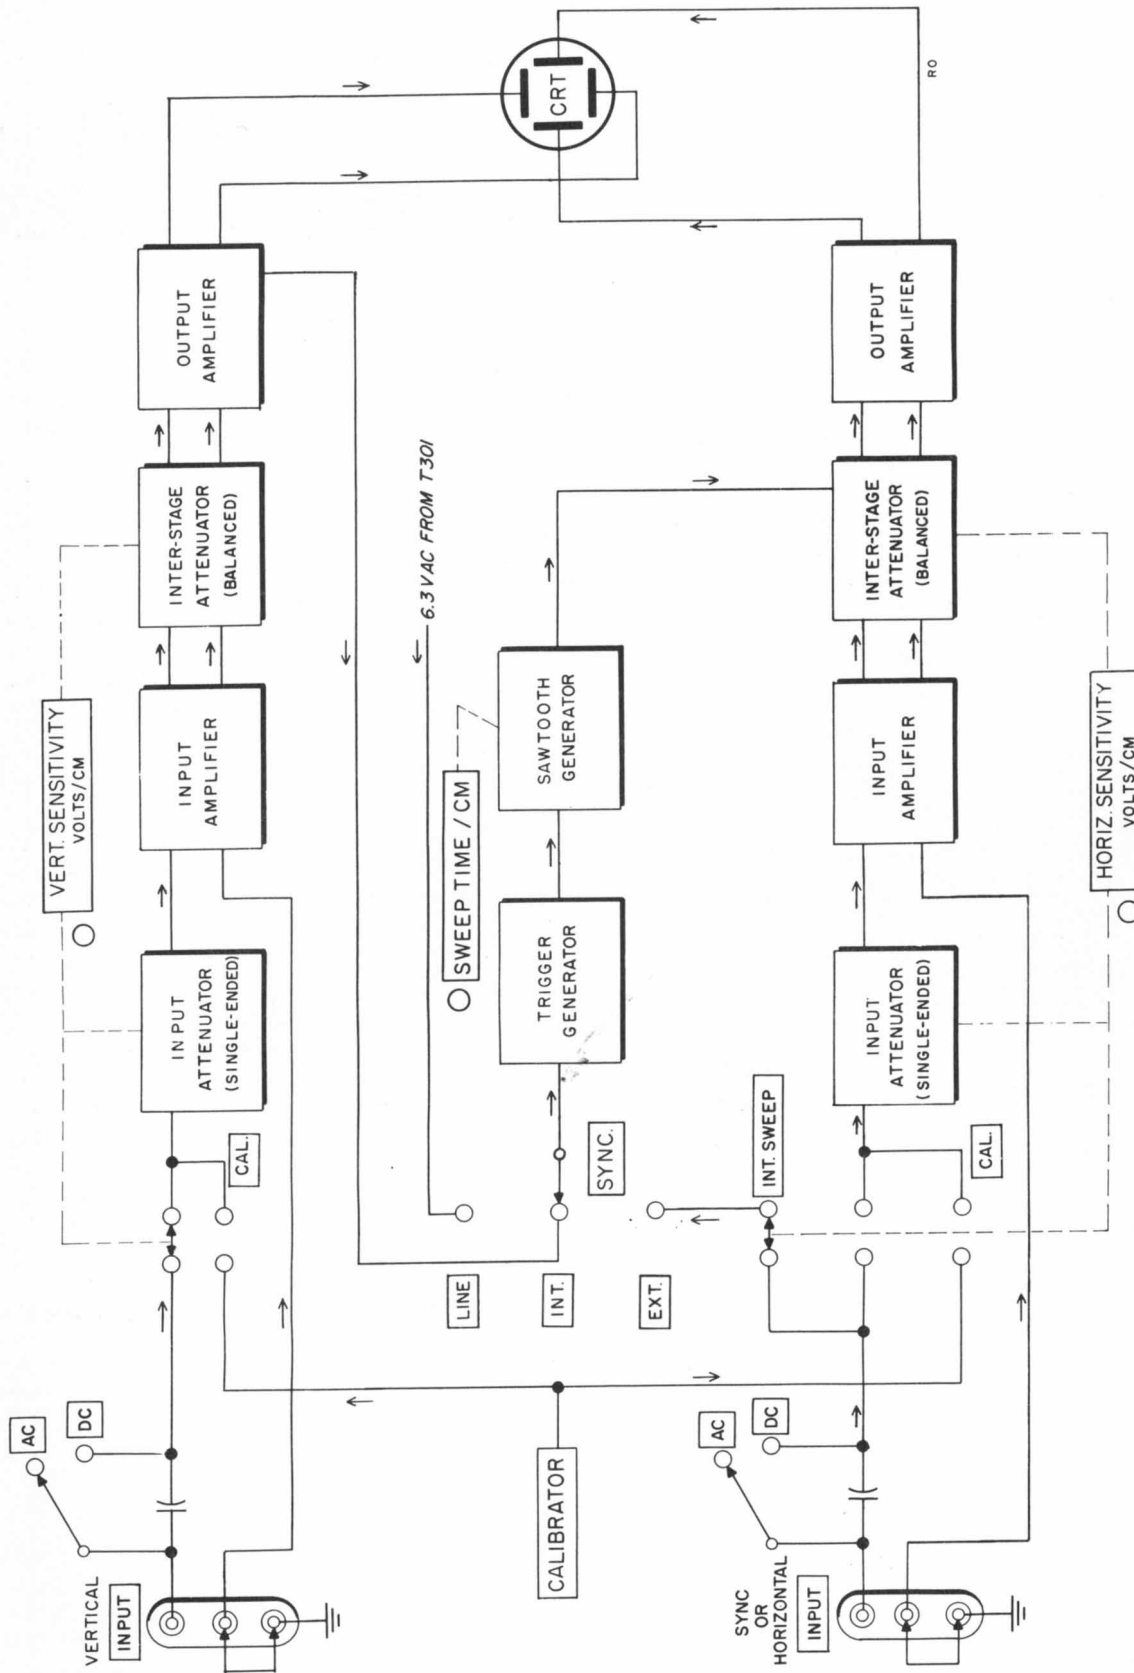 VERTICAL
INPUT
AC
DC
CAL.
INPUT
ATTENUATOR
(SINGLE-ENDED)
VERT. SENSITIVITY
VOLTS/CM
INPUT
AMPLIFIER
INTER-STAGE
ATTENUATOR
(BALANCED)
OUTPUT
AMPLIFIER
CRT
6.3 VAC FROM T301
CALIBRATOR
LINE
INT.
EXT.
SYNC.
TRIGGER
GENERATOR
SWEEP TIME / CM
SAWTOOTH
GENERATOR
INT. SWEEP
SYNC
OR
HORIZONTAL
INPUT
AC
DC
CAL.
INPUT
ATTENUATOR
(SINGLE-ENDED)
INPUT
AMPLIFIER
INTER-STAGE
ATTENUATOR
(BALANCED)
OUTPUT
AMPLIFIER
HORIZ. SENSITIVITY
VOLTS/CM
RO